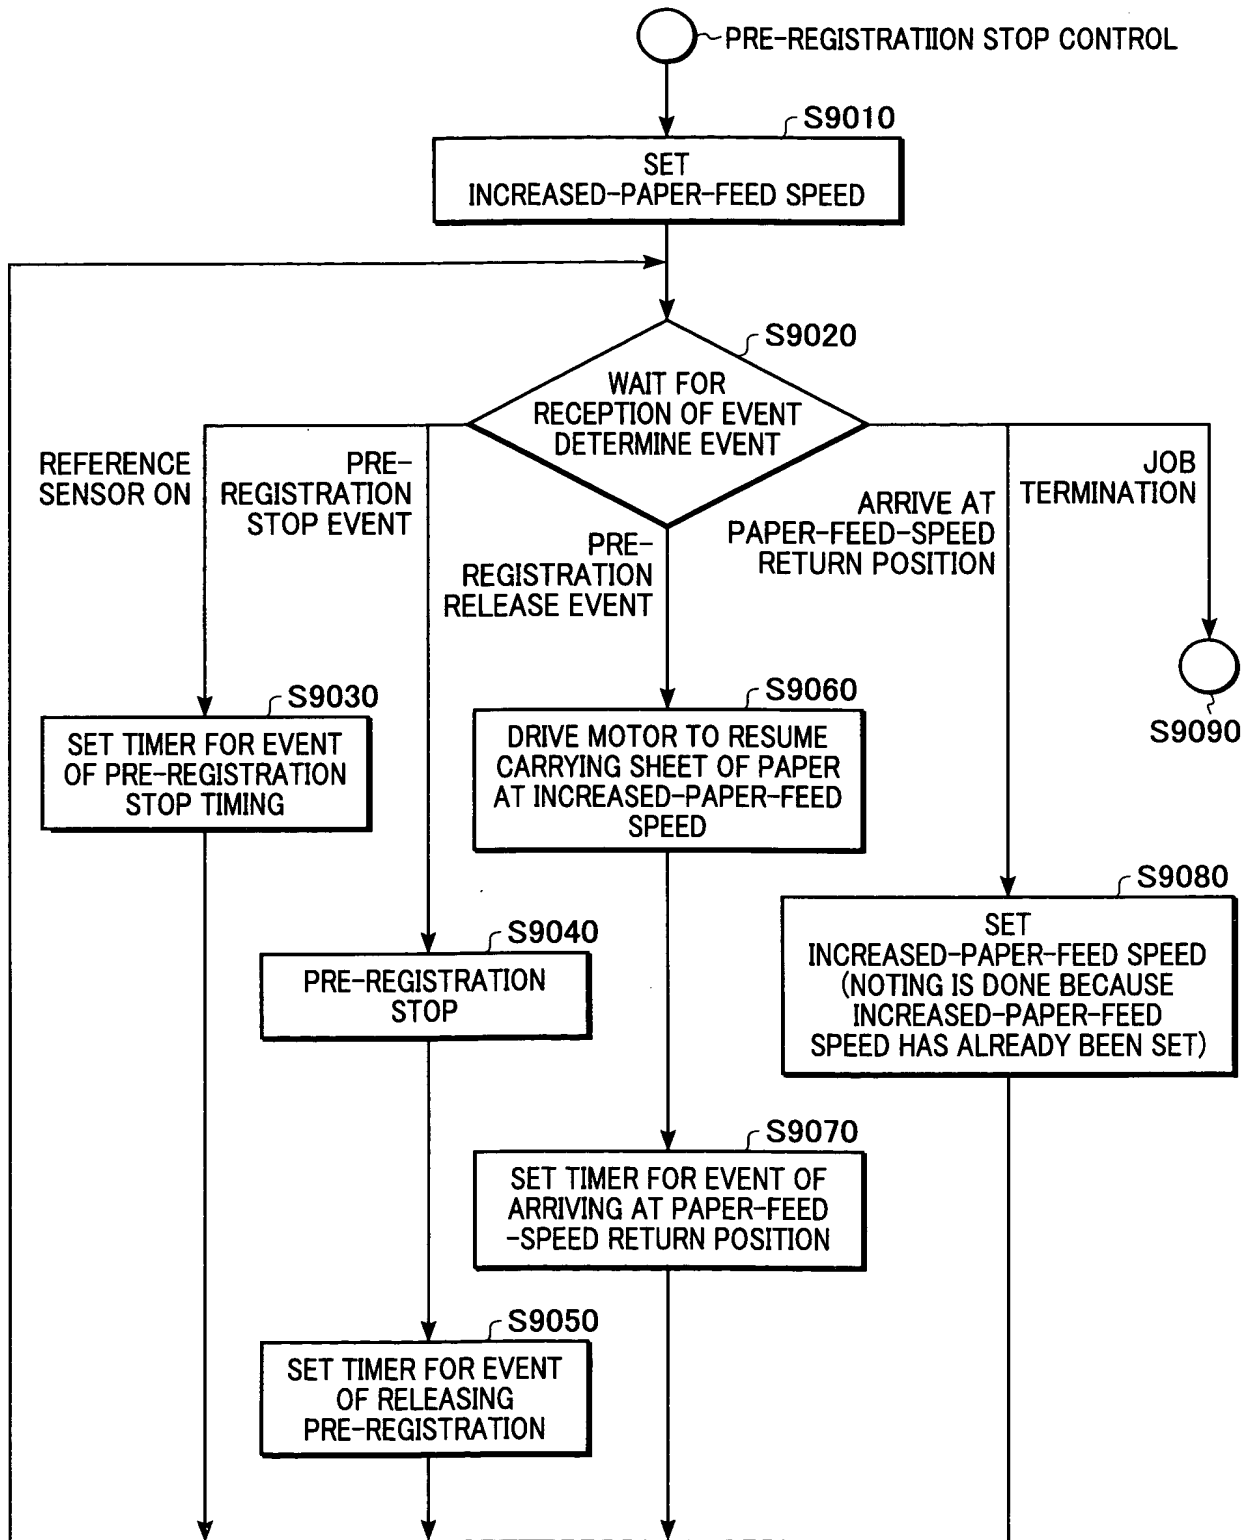 PRE-REGISTRATIION STOP CONTROL
S9010
SET
INCREASED-PAPER-FEED SPEED
S9020
WAIT FOR
RECEPTION OF EVENT
DETERMINE EVENT
REFERENCE
SENSOR ON
PRE-
REGISTRATION
STOP EVENT
PRE-
REGISTRATION
RELEASE EVENT
ARRIVE AT
PAPER-FEED-SPEED
RETURN POSITION
JOB
TERMINATION
S9090
S9030
SET TIMER FOR EVENT
OF PRE-REGISTRATION
STOP TIMING
S9060
DRIVE MOTOR TO RESUME
CARRYING SHEET OF PAPER
AT INCREASED-PAPER-FEED
SPEED
S9080
SET
INCREASED-PAPER-FEED SPEED
(NOTING IS DONE BECAUSE
INCREASED-PAPER-FEED
SPEED HAS ALREADY BEEN SET)
S9040
PRE-REGISTRATION
STOP
S9070
SET TIMER FOR EVENT OF
ARRIVING AT PAPER-FEED
-SPEED RETURN POSITION
S9050
SET TIMER FOR EVENT
OF RELEASING
PRE-REGISTRATION